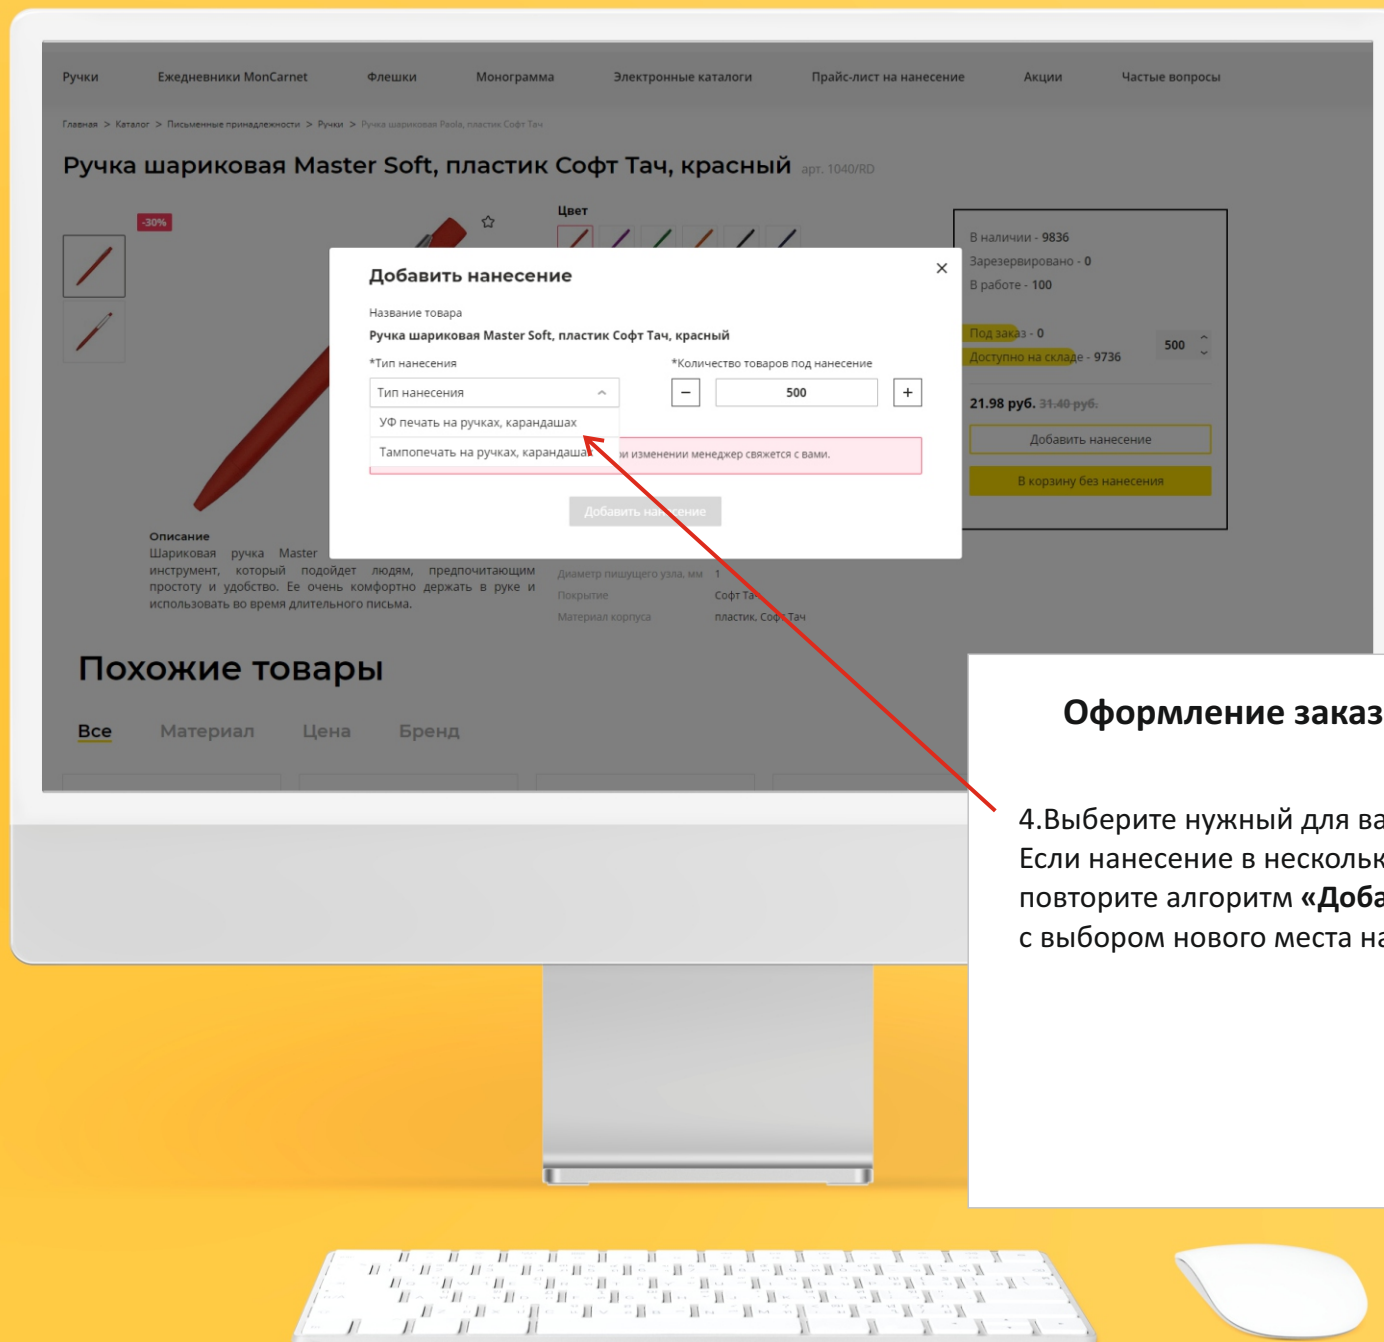 Ручки Ежедневники MonCarnet Флешки Монограмма Электронные каталоги Прайс-лист на нанесение Акции Частые вопросы
Главная > Каталог > Письменные принадлежности > Ручки > Ручка шариковая Paola, пластик Софт Тач
Ручка шариковая Master Soft, пластик Софт Тач, красный арт. 1040/RD
-30%
Цвет
В наличии - 9836
Зарезервировано - 0
В работе - 100
Под заказ - 0
Доступно на складе - 9736
500
21.98 руб. 31.40 руб.
Добавить нанесение
В корзину без нанесения
Добавить нанесение
Название товара
Ручка шариковая Master Soft, пластик Софт Тач, красный
*Тип нанесения
*Количество товаров под нанесение
Тип нанесения
− 500 +
УФ печать на ручках, карандашах
Тампопечать на ручках, карандашах
ри изменении менеджер свяжется с вами.
Добавить нанесение
Описание
Шариковая ручка Master
инструмент, который подойдет людям, предпочитающим
простоту и удобство. Ее очень комфортно держать в руке и
использовать во время длительного письма.
Диаметр пишущего узла, мм 1
Покрытие Софт Тач
Материал корпуса пластик, Софт Тач
Похожие товары
Все Материал Цена Бренд
Оформление заказ
4.Выберите нужный для ва
Если нанесение в нескольк
повторите алгоритм «Доба
с выбором нового места на